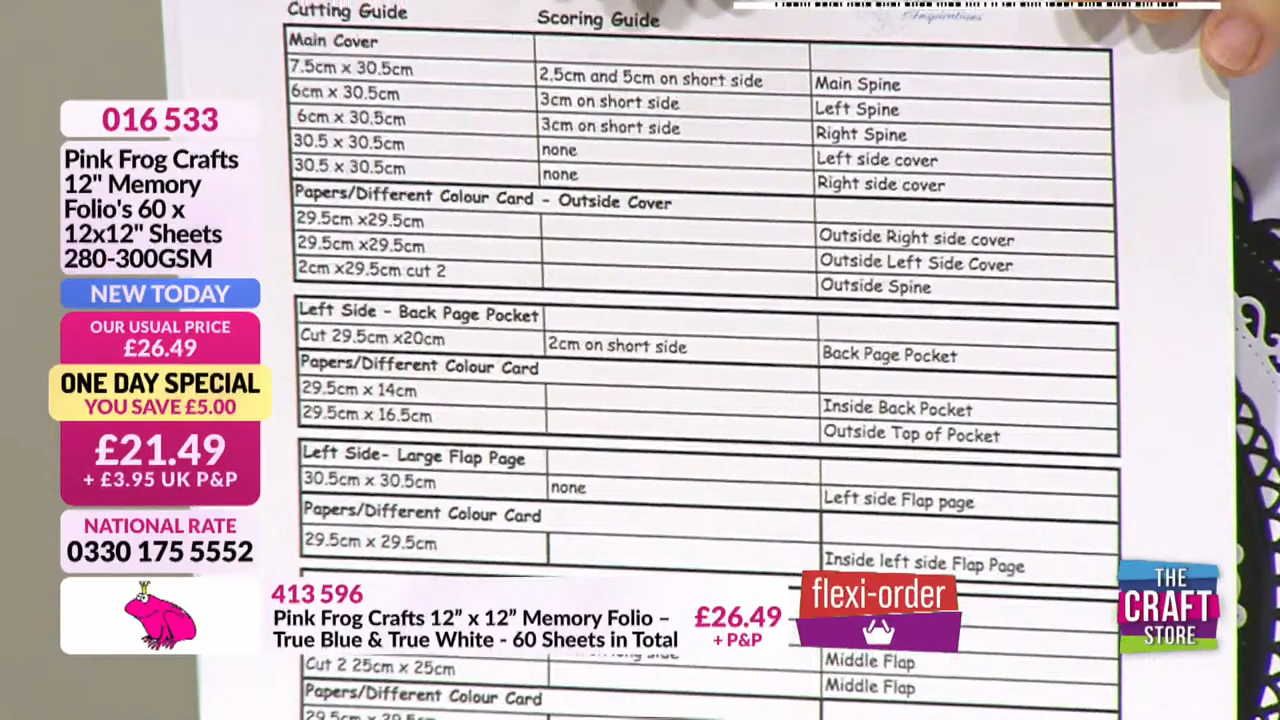 Cutting Guide Scoring Guide
Main Cover
7.5cm x 30.5cm 2.5cm and 5cm on short side Main Spine
6cm x 30.5cm 3cm on short side Left Spine
6cm x 30.5cm 3cm on short side Right Spine
30.5 x 30.5cm none Left side cover
30.5 x 30.5cm none Right side cover
Papers/Different Colour Card - Outside Cover
29.5cm x29.5cm Outside Right side cover
29.5cm x29.5cm Outside Left Side Cover
2cm x29.5cm cut 2 Outside Spine
Left Side - Back Page Pocket
Cut 29.5cm x20cm 2cm on short side Back Page Pocket
Papers/Different Colour Card
29.5cm x 14cm Inside Back Pocket
29.5cm x 16.5cm Outside Top of Pocket
Left Side- Large Flap Page
30.5cm x 30.5cm none Left side Flap page
Papers/Different Colour Card
29.5cm x 29.5cm Inside left side Flap Page
Middle Flap
Cut 2 25cm x 25cm Middle Flap
Papers/Different Colour Card
016 533
Pink Frog Crafts
12" Memory
Folio's 60 x
12x12" Sheets
280-300GSM
NEW TODAY
OUR USUAL PRICE
£26.49
ONE DAY SPECIAL
YOU SAVE £5.00
£21.49
+ £3.95 UK P&P
NATIONAL RATE
0330 175 5552
413 596
Pink Frog Crafts 12” x 12” Memory Folio –
True Blue & True White - 60 Sheets in Total
£26.49
+ P&P
flexi-order
THE
CRAFT
STORE